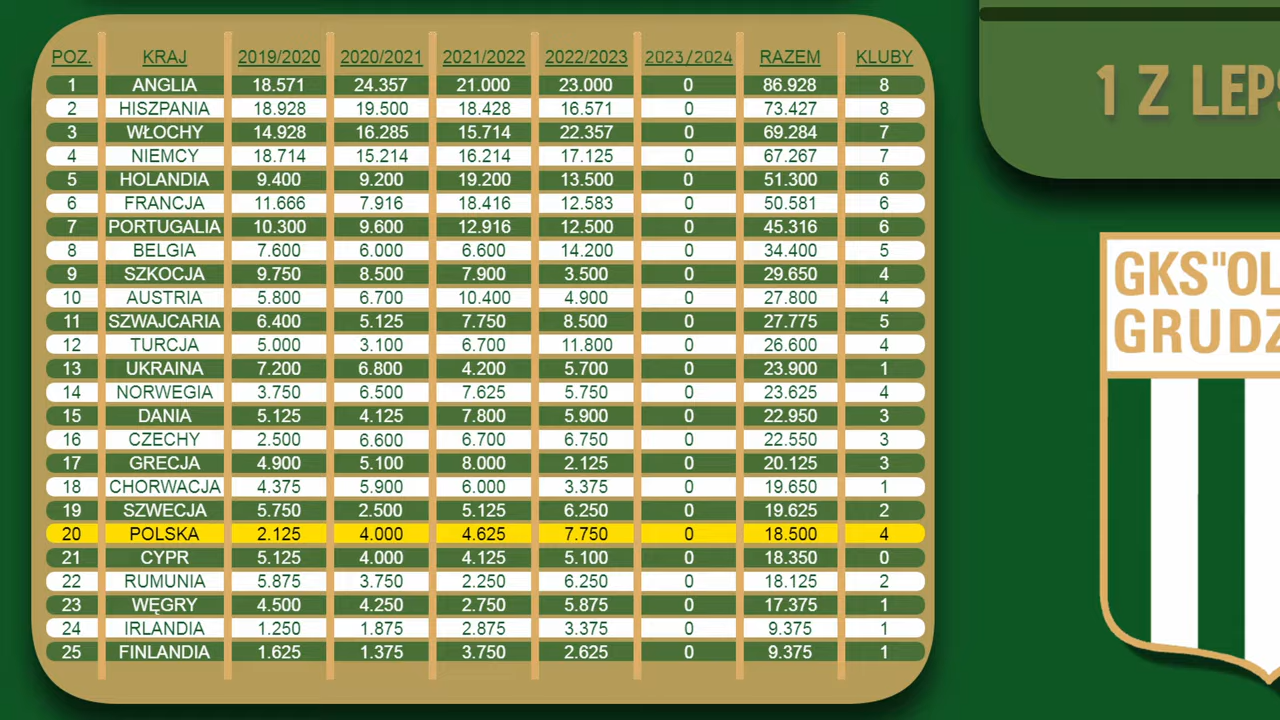 POZ. KRAJ 2019/2020 2020/2021 2021/2022 2022/2023 2023/2024 RAZEM KLUBY
1 ANGLIA 18.571 24.357 21.000 23.000 0 86.928 8
2 HISZPANIA 18.928 19.500 18.428 16.571 0 73.427 8
3 WŁOCHY 14.928 16.285 15.714 22.357 0 69.284 7
4 NIEMCY 18.714 15.214 16.214 17.125 0 67.267 7
5 HOLANDIA 9.400 9.200 19.200 13.500 0 51.300 6
6 FRANCJA 11.666 7.916 18.416 12.583 0 50.581 6
7 PORTUGALIA 10.300 9.600 12.916 12.500 0 45.316 6
8 BELGIA 7.600 6.000 6.600 14.200 0 34.400 5
9 SZKOCJA 9.750 8.500 7.900 3.500 0 29.650 4
10 AUSTRIA 5.800 6.700 10.400 4.900 0 27.800 4
11 SZWAJCARIA 6.400 5.125 7.750 8.500 0 27.775 5
12 TURCJA 5.000 3.100 6.700 11.800 0 26.600 4
13 UKRAINA 7.200 6.800 4.200 5.700 0 23.900 1
14 NORWEGIA 3.750 6.500 7.625 5.750 0 23.625 4
15 DANIA 5.125 4.125 7.800 5.900 0 22.950 3
16 CZECHY 2.500 6.600 6.700 6.750 0 22.550 3
17 GRECJA 4.900 5.100 8.000 2.125 0 20.125 3
18 CHORWACJA 4.375 5.900 6.000 3.375 0 19.650 1
19 SZWECJA 5.750 2.500 5.125 6.250 0 19.625 2
20 POLSKA 2.125 4.000 4.625 7.750 0 18.500 4
21 CYPR 5.125 4.000 4.125 5.100 0 18.350 0
22 RUMUNIA 5.875 3.750 2.250 6.250 0 18.125 2
23 WĘGRY 4.500 4.250 2.750 5.875 0 17.375 1
24 IRLANDIA 1.250 1.875 2.875 3.375 0 9.375 1
25 FINLANDIA 1.625 1.375 3.750 2.625 0 9.375 1
1 Z LEP
GKS"OL
GRUDZ